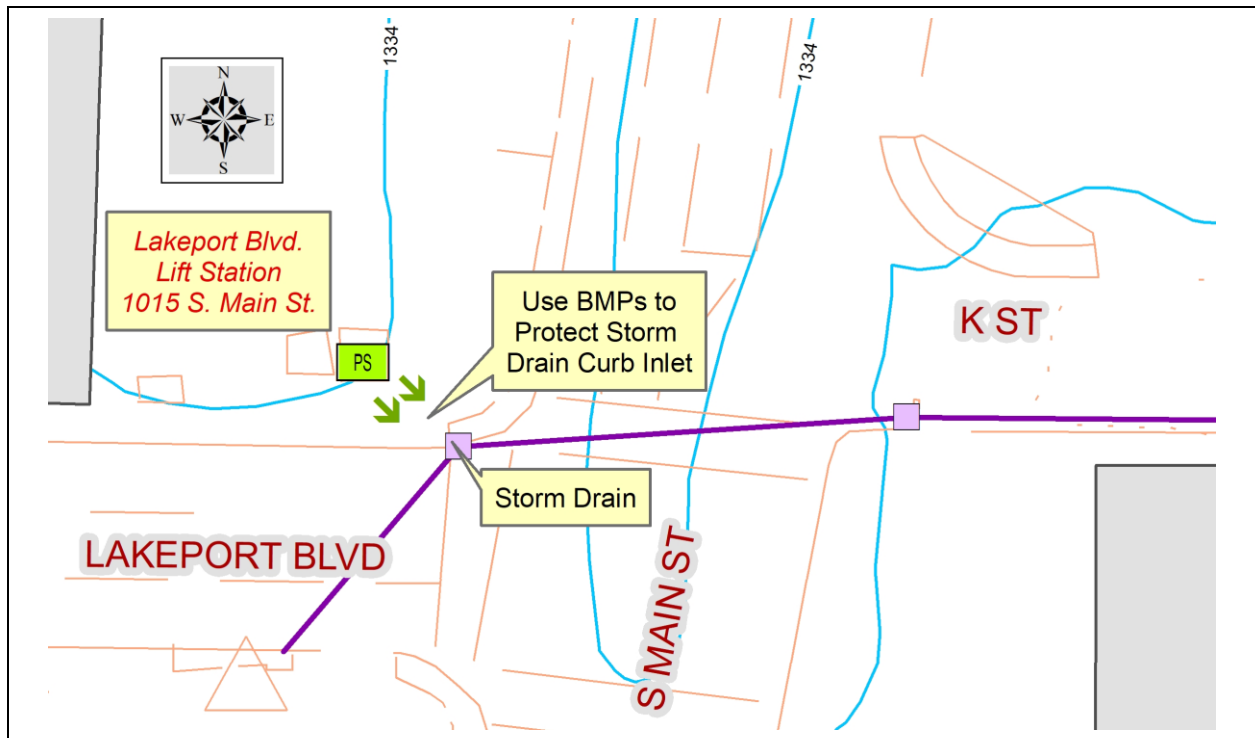 1334
1334
N
W E
S
Lakeport Blvd.
Lift Station
1015 S. Main St.
Use BMPs to
Protect Storm
Drain Curb Inlet
K ST
PS
Storm Drain
LAKEPORT BLVD
S MAIN ST